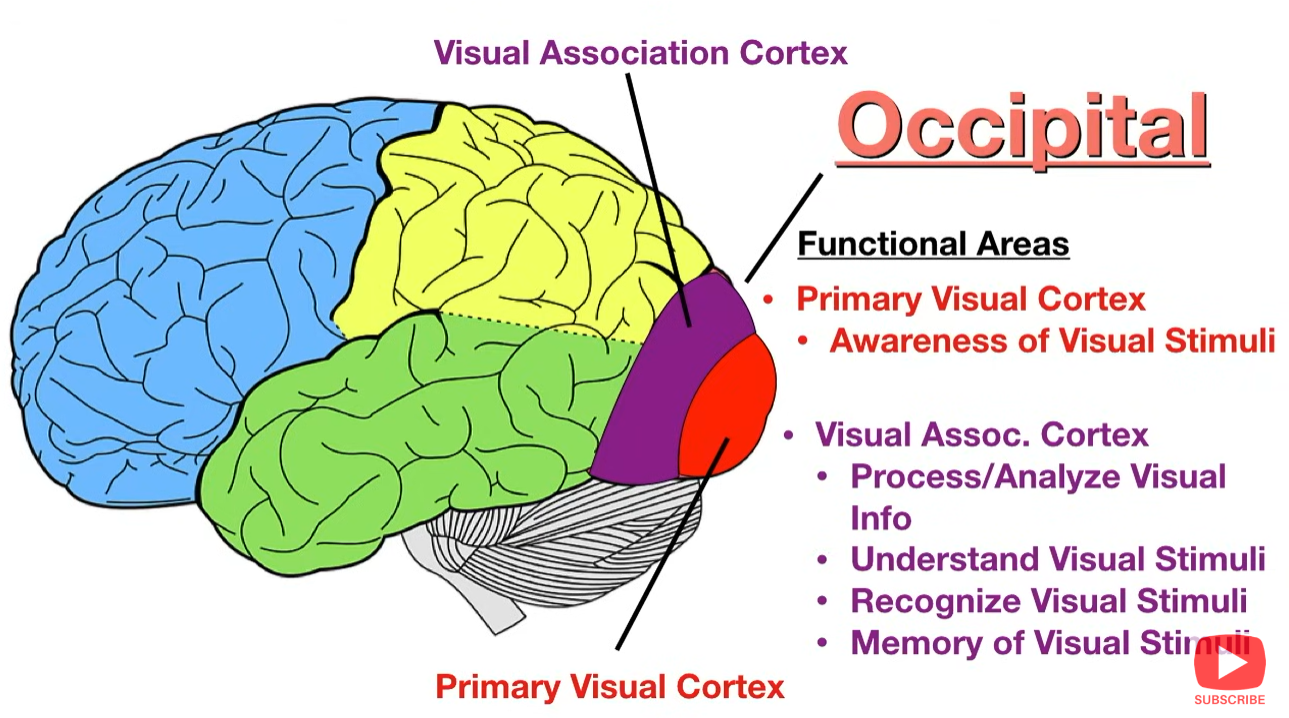 Visual Association Cortex
Occipital
Functional Areas
• Primary Visual Cortex
• Awareness of Visual Stimuli
• Visual Assoc. Cortex
• Process/Analyze Visual
Info
• Understand Visual Stimuli
• Recognize Visual Stimuli
• Memory of Visual Stimuli
SUBSCRIBE
Primary Visual Cortex